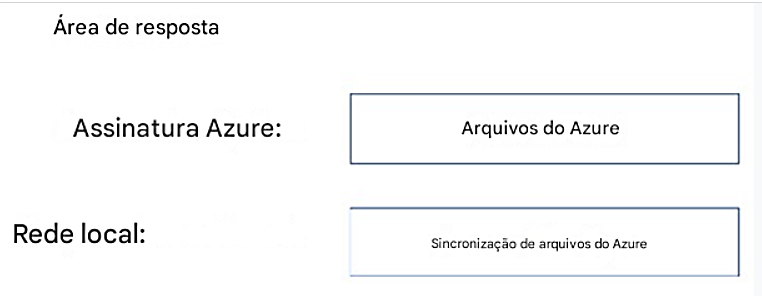 Área de resposta
Assinatura Azure:
Arquivos do Azure
Rede local:
Sincronização de arquivos do Azure